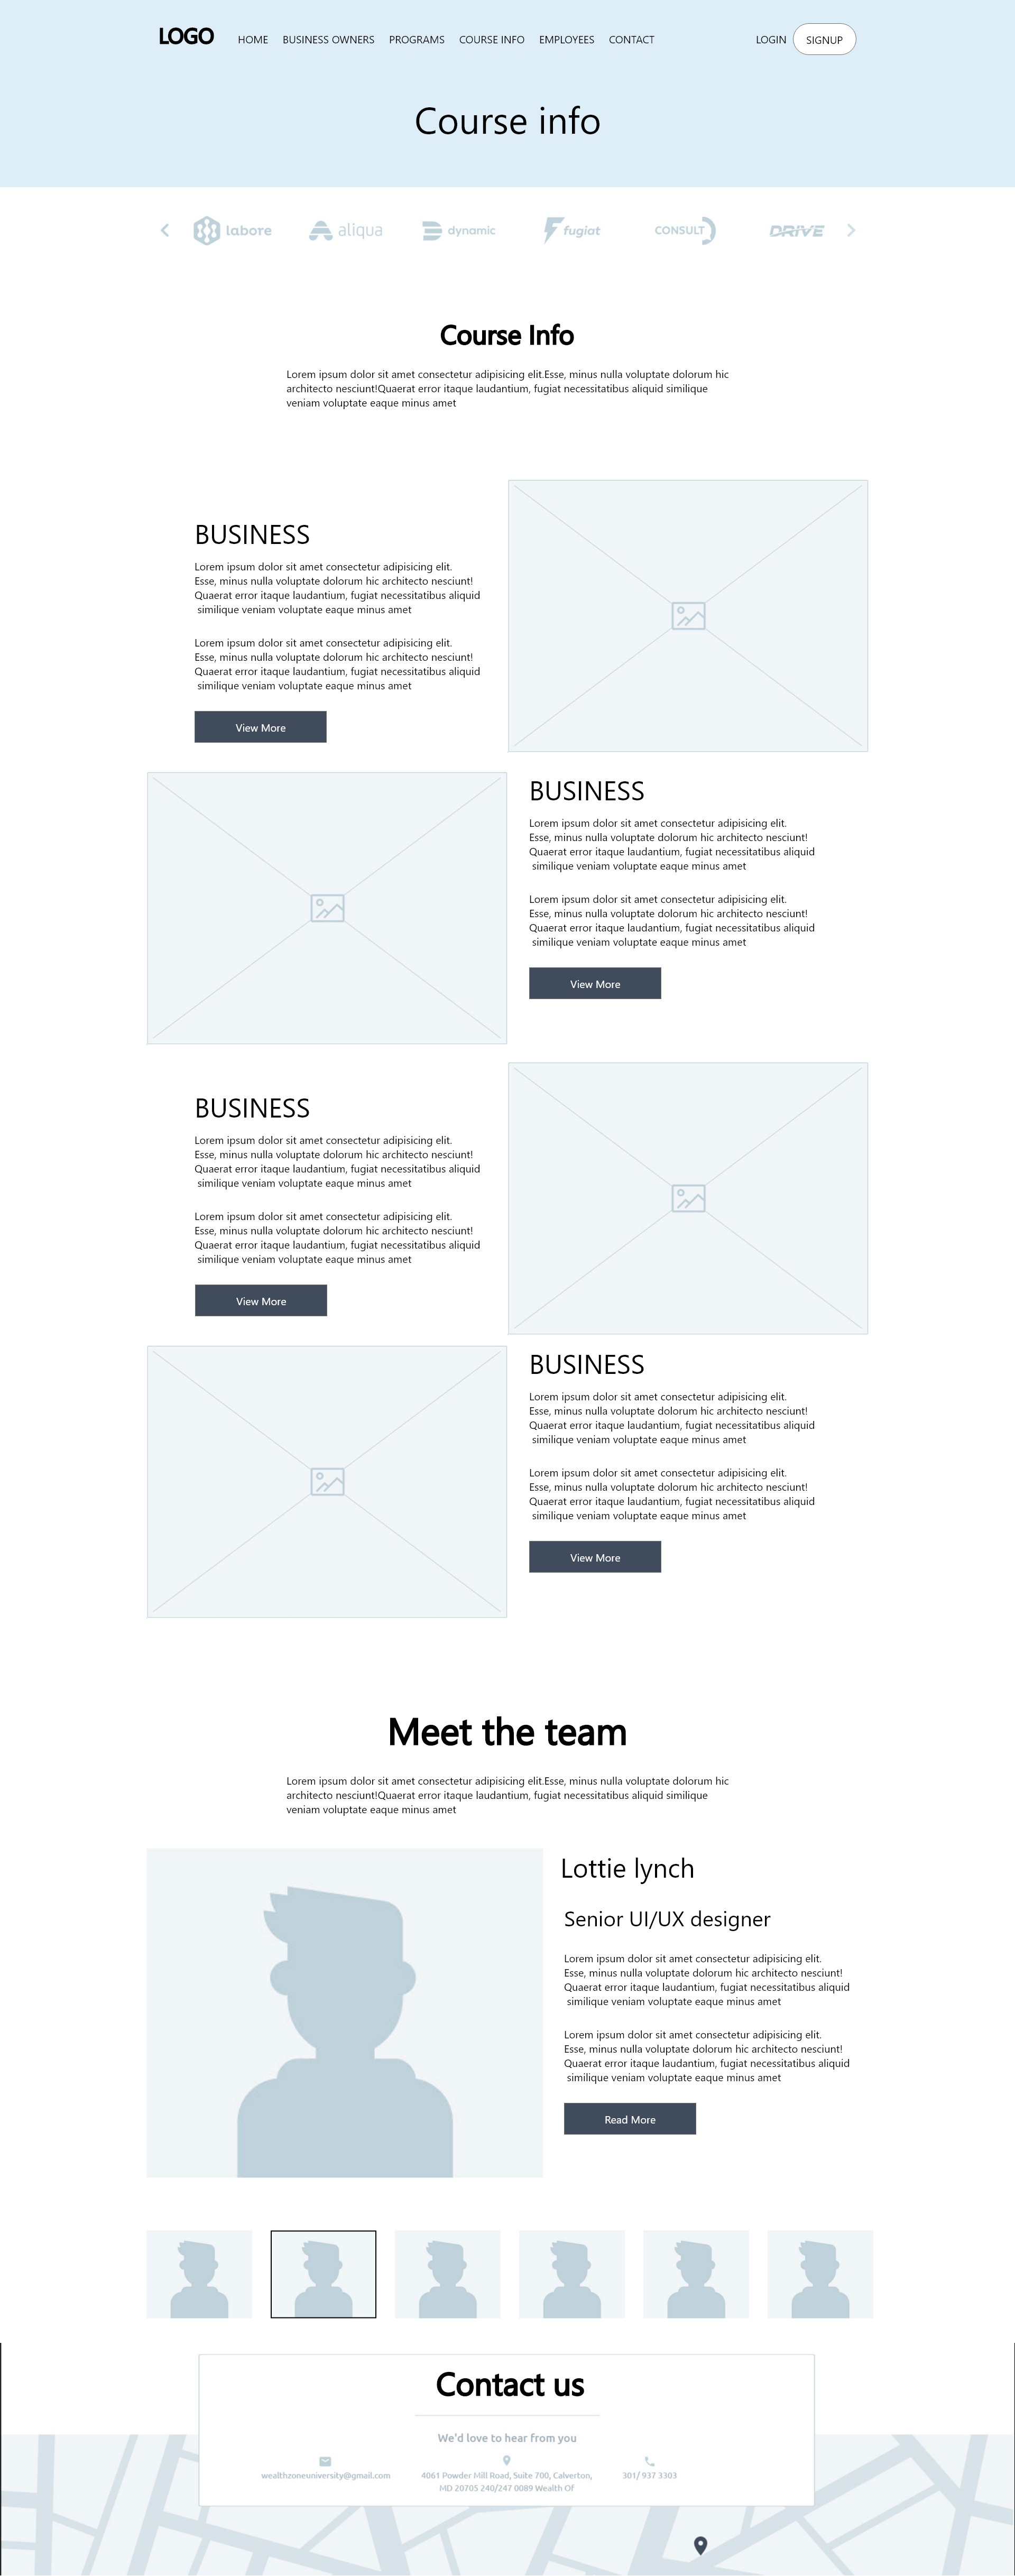 LOGO HOME BUSINESS OWNERS PROGRAMS COURSE INFO EMPLOYEES CONTACT LOGIN SIGNUP
Course info
labore aliqua dynamic fugiat CONSULT DRIVE
Course Info
Lorem ipsum dolor sit amet consectetur adipisicing elit.Esse, minus nulla voluptate dolorum hic
architecto nesciunt!Quaerat error itaque laudantium, fugiat necessitatibus aliquid similique
veniam voluptate eaque minus amet
BUSINESS
Lorem ipsum dolor sit amet consectetur adipisicing elit.
Esse, minus nulla voluptate dolorum hic architecto nesciunt!
Quaerat error itaque laudantium, fugiat necessitatibus aliquid
similique veniam voluptate eaque minus amet
Lorem ipsum dolor sit amet consectetur adipisicing elit.
Esse, minus nulla voluptate dolorum hic architecto nesciunt!
Quaerat error itaque laudantium, fugiat necessitatibus aliquid
similique veniam voluptate eaque minus amet
View More
BUSINESS
Lorem ipsum dolor sit amet consectetur adipisicing elit.
Esse, minus nulla voluptate dolorum hic architecto nesciunt!
Quaerat error itaque laudantium, fugiat necessitatibus aliquid
similique veniam voluptate eaque minus amet
Lorem ipsum dolor sit amet consectetur adipisicing elit.
Esse, minus nulla voluptate dolorum hic architecto nesciunt!
Quaerat error itaque laudantium, fugiat necessitatibus aliquid
similique veniam voluptate eaque minus amet
View More
BUSINESS
Lorem ipsum dolor sit amet consectetur adipisicing elit.
Esse, minus nulla voluptate dolorum hic architecto nesciunt!
Quaerat error itaque laudantium, fugiat necessitatibus aliquid
similique veniam voluptate eaque minus amet
Lorem ipsum dolor sit amet consectetur adipisicing elit.
Esse, minus nulla voluptate dolorum hic architecto nesciunt!
Quaerat error itaque laudantium, fugiat necessitatibus aliquid
similique veniam voluptate eaque minus amet
View More
BUSINESS
Lorem ipsum dolor sit amet consectetur adipisicing elit.
Esse, minus nulla voluptate dolorum hic architecto nesciunt!
Quaerat error itaque laudantium, fugiat necessitatibus aliquid
similique veniam voluptate eaque minus amet
Lorem ipsum dolor sit amet consectetur adipisicing elit.
Esse, minus nulla voluptate dolorum hic architecto nesciunt!
Quaerat error itaque laudantium, fugiat necessitatibus aliquid
similique veniam voluptate eaque minus amet
View More
Meet the team
Lorem ipsum dolor sit amet consectetur adipisicing elit.Esse, minus nulla voluptate dolorum hic
architecto nesciunt!Quaerat error itaque laudantium, fugiat necessitatibus aliquid similique
veniam voluptate eaque minus amet
Lottie lynch
Senior UI/UX designer
Lorem ipsum dolor sit amet consectetur adipisicing elit.
Esse, minus nulla voluptate dolorum hic architecto nesciunt!
Quaerat error itaque laudantium, fugiat necessitatibus aliquid
similique veniam voluptate eaque minus amet
Lorem ipsum dolor sit amet consectetur adipisicing elit.
Esse, minus nulla voluptate dolorum hic architecto nesciunt!
Quaerat error itaque laudantium, fugiat necessitatibus aliquid
similique veniam voluptate eaque minus amet
Read More
Contact us
We'd love to hear from you
wealthzoneuniversity@gmail.com
4061 Powder Mill Road, Suite 700, Calverton,
MD 20705 240/247 0089 Wealth Of
301/ 937 3303